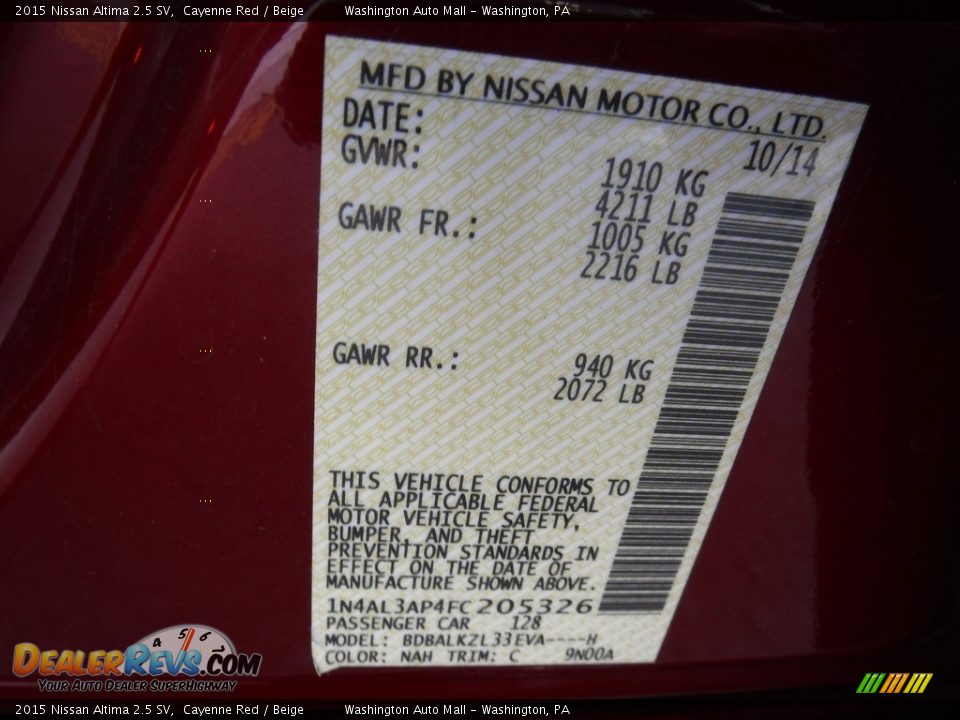 2015 Nissan Altima 2.5 SV, Cayenne Red / Beige Washington Auto Mall - Washington, PA
MFD BY NISSAN MOTOR CO., LTD.
DATE: 10/14
GVWR: 1910 KG
4211 LB
GAWR FR.: 1005 KG
2216 LB
GAWR RR.: 940 KG
2072 LB
THIS VEHICLE CONFORMS TO
ALL APPLICABLE FEDERAL
MOTOR VEHICLE SAFETY,
BUMPER, AND THEFT
PREVENTION STANDARDS IN
EFFECT ON THE DATE OF
MANUFACTURE SHOWN ABOVE.
1N4AL3AP4FC205326
PASSENGER CAR 128
MODEL: BDBALKZL33EVA----H
COLOR: NAH TRIM: C 9N00A
4 5 6
DEALERREVS.COM
YOUR AUTO DEALER SUPERHIGHWAY
2015 Nissan Altima 2.5 SV, Cayenne Red / Beige Washington Auto Mall - Washington, PA